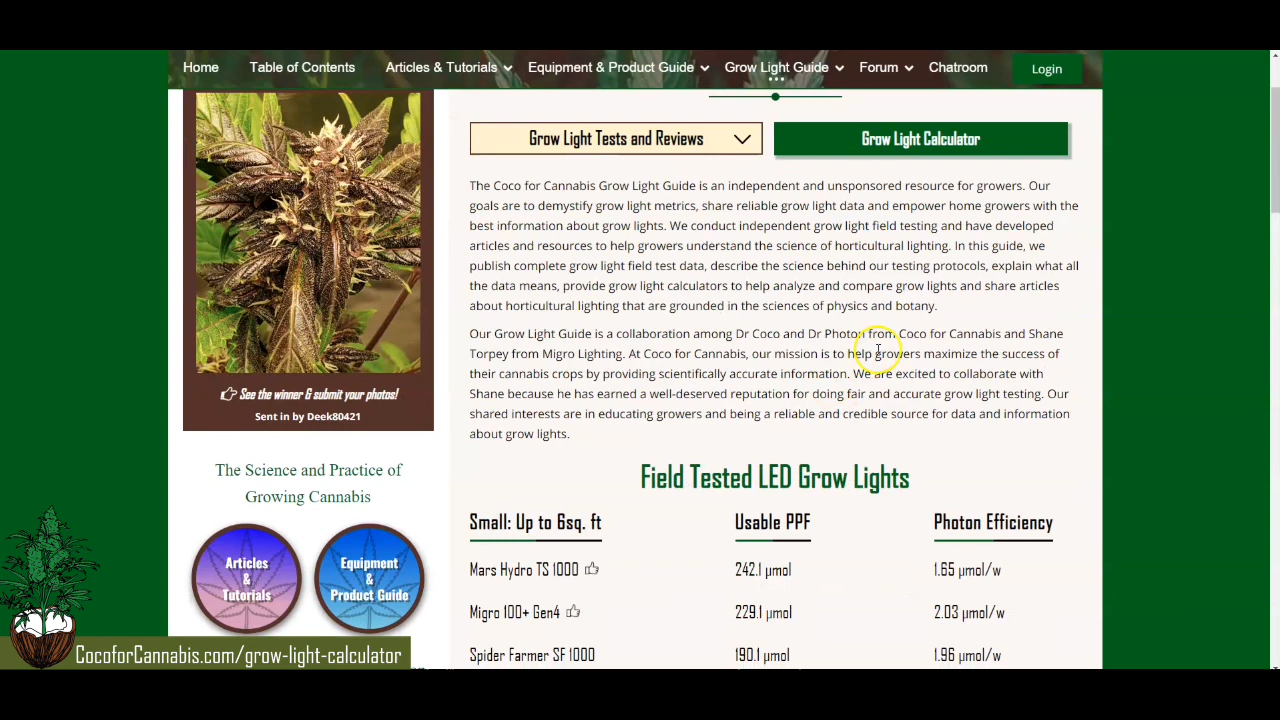 Home Table of Contents Articles & Tutorials Equipment & Product Guide Grow Light Guide Forum Chatroom Login
Grow Light Tests and Reviews
Grow Light Calculator
The Coco for Cannabis Grow Light Guide is an independent and unsponsored resource for growers. Our
goals are to demystify grow light metrics, share reliable grow light data and empower home growers with the
best information about grow lights. We conduct independent grow light field testing and have developed
articles and resources to help growers understand the science of horticultural lighting. In this guide, we
publish complete grow light field test data, describe the science behind our testing protocols, explain what all
the data means, provide grow light calculators to help analyze and compare grow lights and share articles
about horticultural lighting that are grounded in the sciences of physics and botany.
Our Grow Light Guide is a collaboration among Dr Coco and Dr Photon from Coco for Cannabis and Shane
Torpey from Migro Lighting. At Coco for Cannabis, our mission is to help growers maximize the success of
their cannabis crops by providing scientifically accurate information. We are excited to collaborate with
Shane because he has earned a well-deserved reputation for doing fair and accurate grow light testing. Our
shared interests are in educating growers and being a reliable and credible source for data and information
about grow lights.
See the winner & submit your photos!
Sent in by Deek80421
The Science and Practice of
Growing Cannabis
Articles
&
Tutorials
Equipment
&
Product Guide
Field Tested LED Grow Lights
Small: Up to 6sq. ft Usable PPF Photon Efficiency
Mars Hydro TS 1000 242.1 µmol 1.65 µmol/w
Migro 100+ Gen4 229.1 µmol 2.03 µmol/w
Spider Farmer SF 1000 190.1 µmol 1.96 µmol/w
CocoforCannabis.com/grow-light-calculator